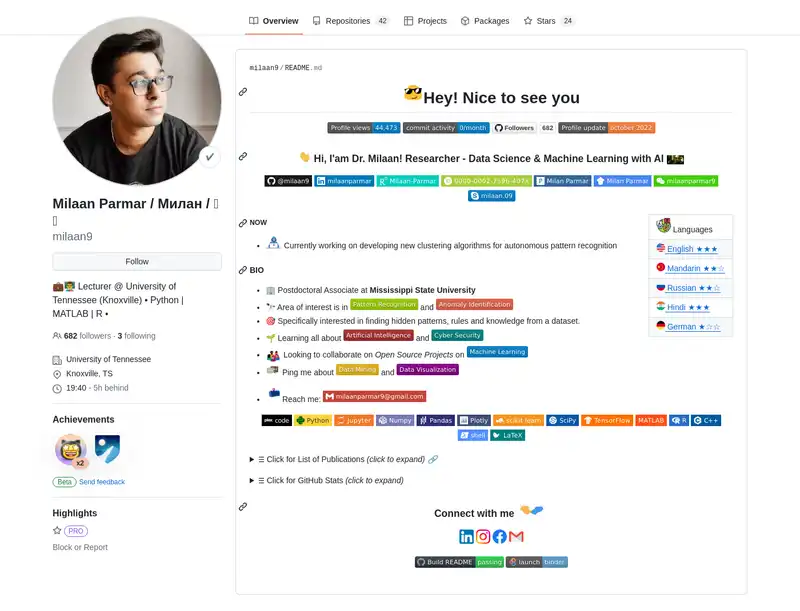 Overview Repositories 42 Projects Packages Stars 24
Milaan Parmar / Милан /
milaan9
Follow
Lecturer @ University of
Tennessee (Knoxville) • Python |
MATLAB | R •
682 followers · 3 following
University of Tennessee
Knoxville, TS
19:40 - 5h behind
Achievements
x2
Beta Send feedback
Highlights
PRO
Block or Report
milaan9 / README.md
Hey! Nice to see you
Profile views 44,473 commit activity 0/month Followers 682 Profile update october 2022
Hi, I'am Dr. Milaan! Researcher - Data Science & Machine Learning with AI
@milaan9 milaanparmar Milaan-Parmar Milan Parmar Milan Parmar milaanparmar9
milaan.09
NOW
Currently working on developing new clustering algorithms for autonomous pattern recognition
BIO
Postdoctoral Associate at Mississippi State University
Area of interest is in Pattern Recognition and Anomaly Identification
Specifically interested in finding hidden patterns, rules and knowledge from a dataset.
Learning all about Artificial Intelligence and Cyber Security
Looking to collaborate on Open Source Projects on Machine Learning
Ping me about Data Mining and Data Visualization
Reach me: milaanparmar9@gmail.com
Languages
English ★★★
Mandarin ★★☆
Russian ★★☆
Hindi ★★★
German ★☆☆
code Python Jupyter Numpy Pandas Plotly scikit learn SciPy TensorFlow MATLAB R C++
shell LaTeX
▶ ☰ Click for List of Publications (click to expand)
▶ ☰ Click for GitHub Stats (click to expand)
Connect with me
Build README passing launch binder